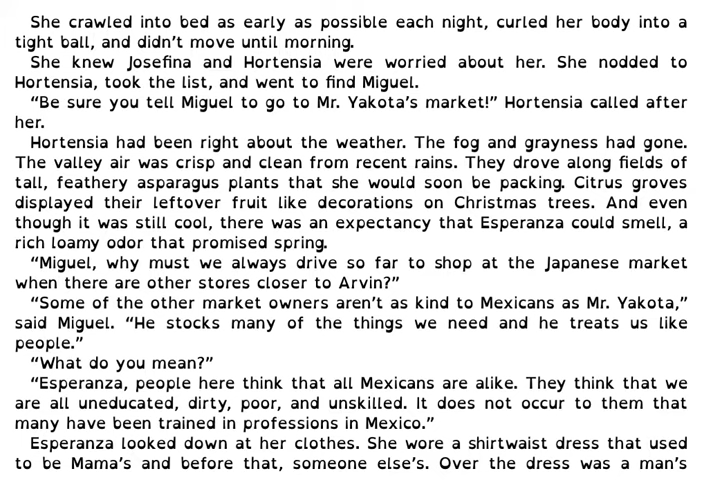 She crawled into bed as early as possible each night, curled her body into a
tight ball, and didn't move until morning.
She knew Josefina and Hortensia were worried about her. She nodded to
Hortensia, took the list, and went to find Miguel.
“Be sure you tell Miguel to go to Mr. Yakota's market!” Hortensia called after
her.
Hortensia had been right about the weather. The fog and grayness had gone.
The valley air was crisp and clean from recent rains. They drove along fields of
tall, feathery asparagus plants that she would soon be packing. Citrus groves
displayed their leftover fruit like decorations on Christmas trees. And even
though it was still cool, there was an expectancy that Esperanza could smell, a
rich loamy odor that promised spring.
“Miguel, why must we always drive so far to shop at the Japanese market
when there are other stores closer to Arvin?”
“Some of the other market owners aren't as kind to Mexicans as Mr. Yakota,”
said Miguel. “He stocks many of the things we need and he treats us like
people.”
“What do you mean?”
“Esperanza, people here think that all Mexicans are alike. They think that we
are all uneducated, dirty, poor, and unskilled. It does not occur to them that
many have been trained in professions in Mexico.”
Esperanza looked down at her clothes. She wore a shirtwaist dress that used
to be Mama's and before that, someone else's. Over the dress was a man's